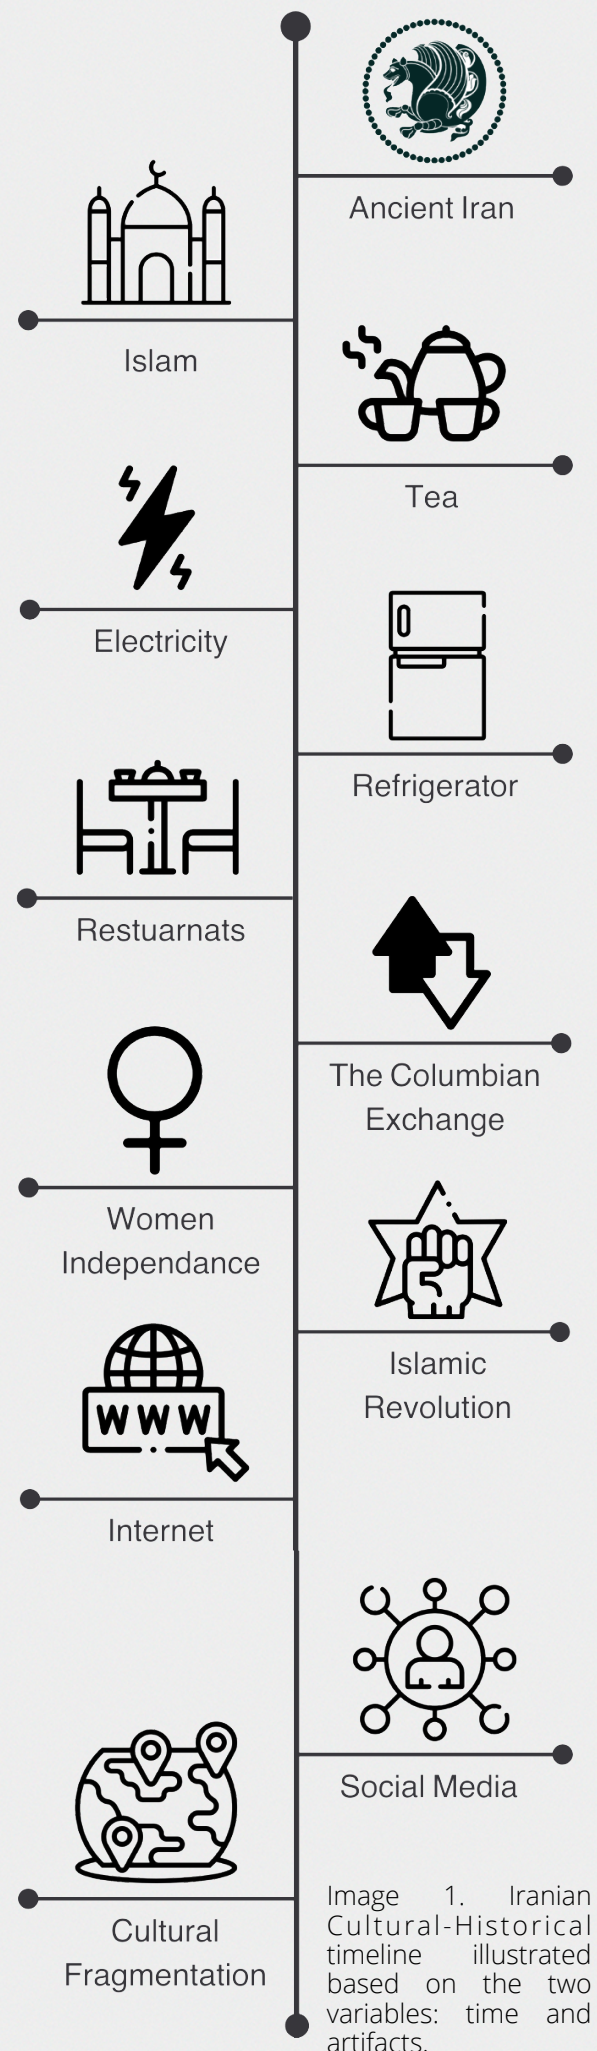 Ancient Iran
Islam
Tea
Electricity
Refrigerator
Restuarnats
The Columbian
Exchange
Women
Independance
Islamic
Revolution
WWW
Internet
Social Media
Cultural
Fragmentation
Image 1. Iranian
Cultural-Historical
timeline illustrated
based on the two
variables: time and
artifacts.